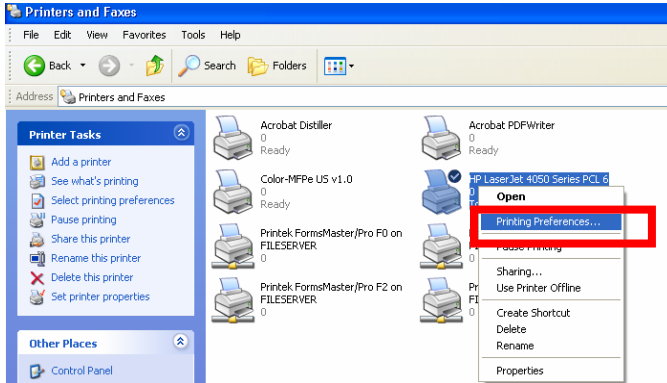 Printers and Faxes
File Edit View Favorites Tools Help
Back Search Folders
Address Printers and Faxes
Printer Tasks
Add a printer
See what's printing
Select printing preferences
Pause printing
Share this printer
Rename this printer
Delete this printer
Set printer properties
Other Places
Control Panel
Acrobat Distiller
0
Ready
Acrobat PDFWriter
0
Ready
Color-MFPe US v1.0
0
Ready
HP LaserJet 4050 Series PCL 6
0
Printek FormsMaster/Pro F0 on
FILESERVER
0
Printek FormsMaster/Pro F2 on
FILESERVER
0
0
Open
Printing Preferences...
Pause Printing
Sharing...
Use Printer Offline
Create Shortcut
Delete
Rename
Properties